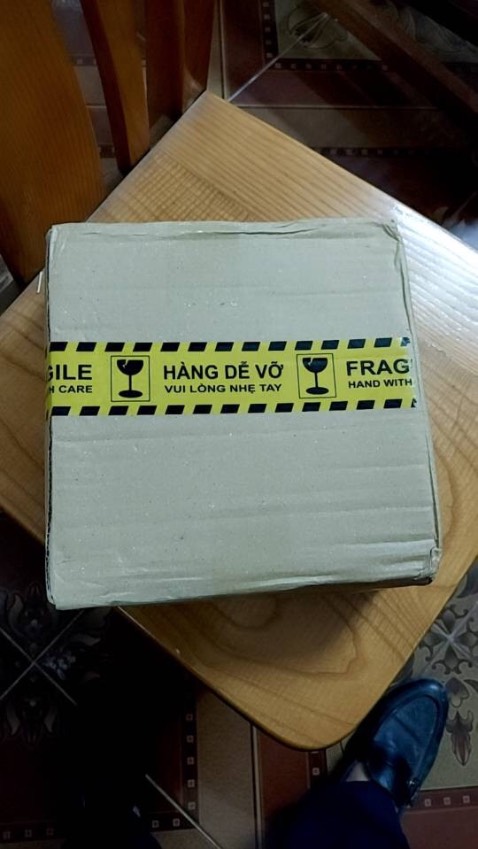 GILE HÀNG DỄ VỠ FRAG
H CARE VUI LÒNG NHẸ TAY HAND WITH